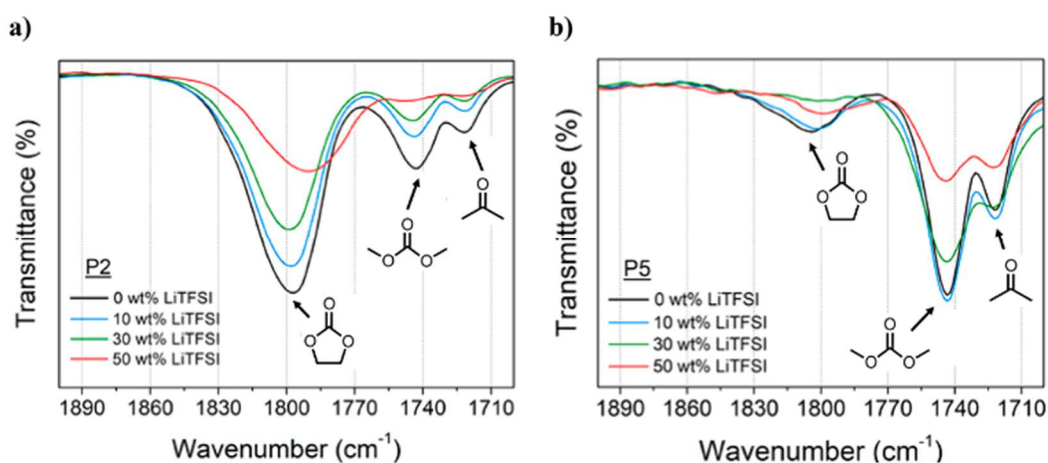 a)
Transmittance (%)
P2
0 wt% LiTFSI
10 wt% LiTFSI
30 wt% LiTFSI
50 wt% LiTFSI
O
O
O
O
O
O
O
O
1890 1860 1830 1800 1770 1740 1710
Wavenumber (cm⁻¹)
b)
Transmittance (%)
P5
0 wt% LiTFSI
10 wt% LiTFSI
30 wt% LiTFSI
50 wt% LiTFSI
O
O O
O
O
O O
1890 1860 1830 1800 1770 1740 1710
Wavenumber (cm⁻¹)